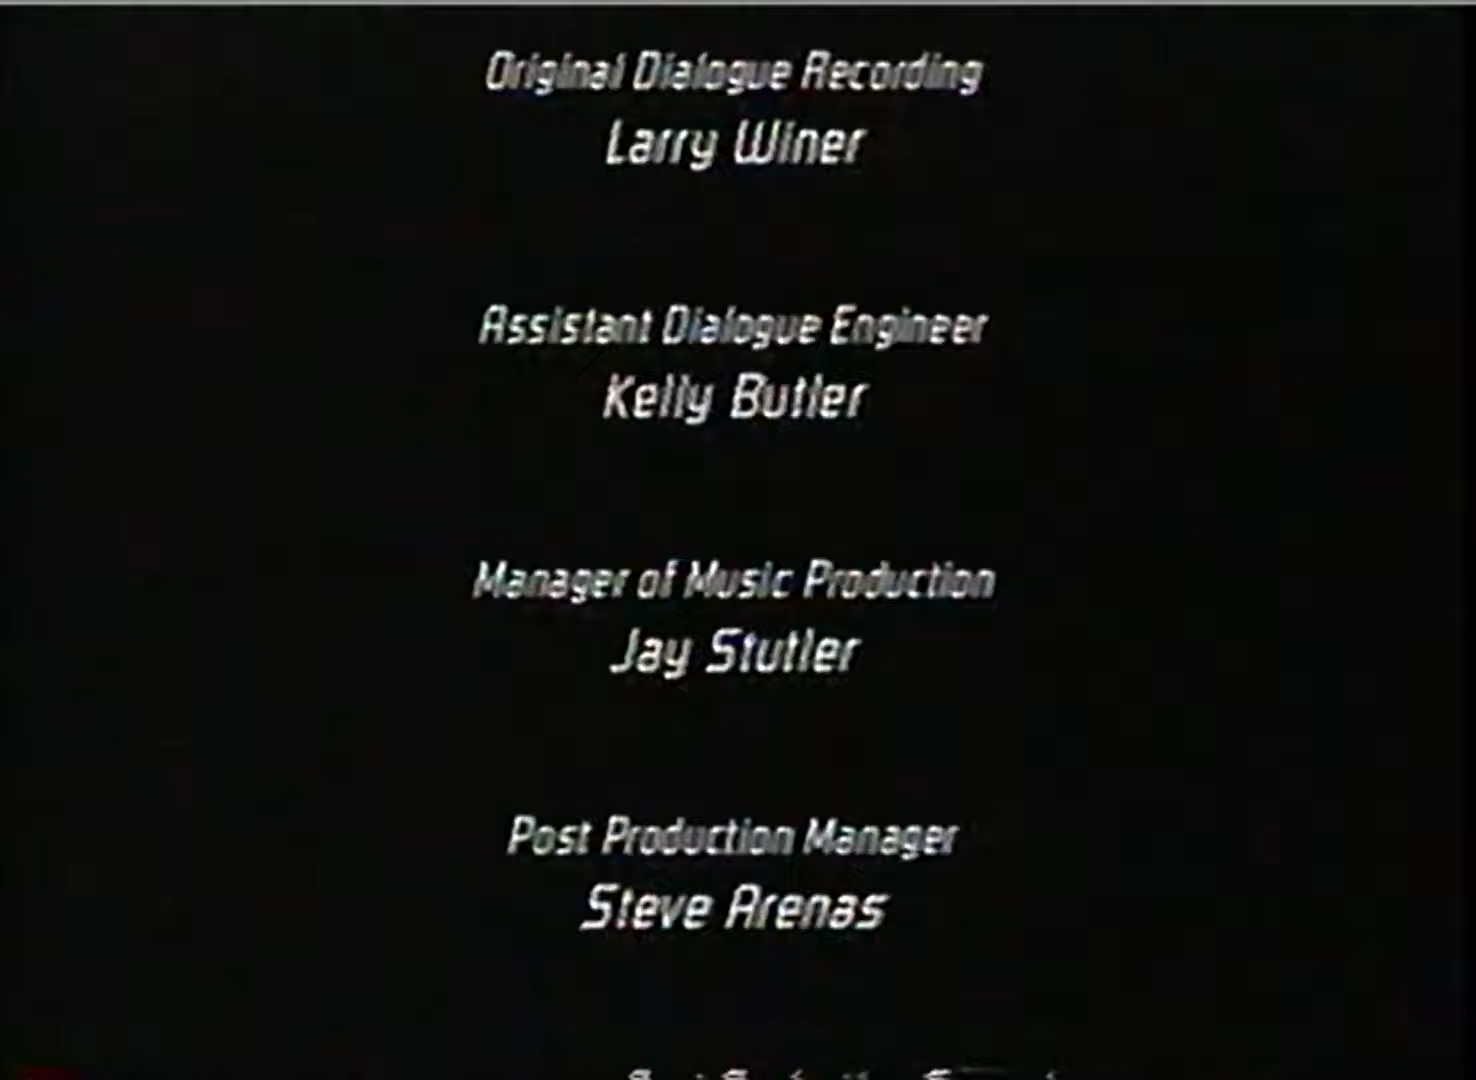 Original Dialogue Recording
Larry Winer
Assistant Dialogue Engineer
Kelly Butler
Manager of Music Production
Jay Stutler
Post Production Manager
Steve Arenas